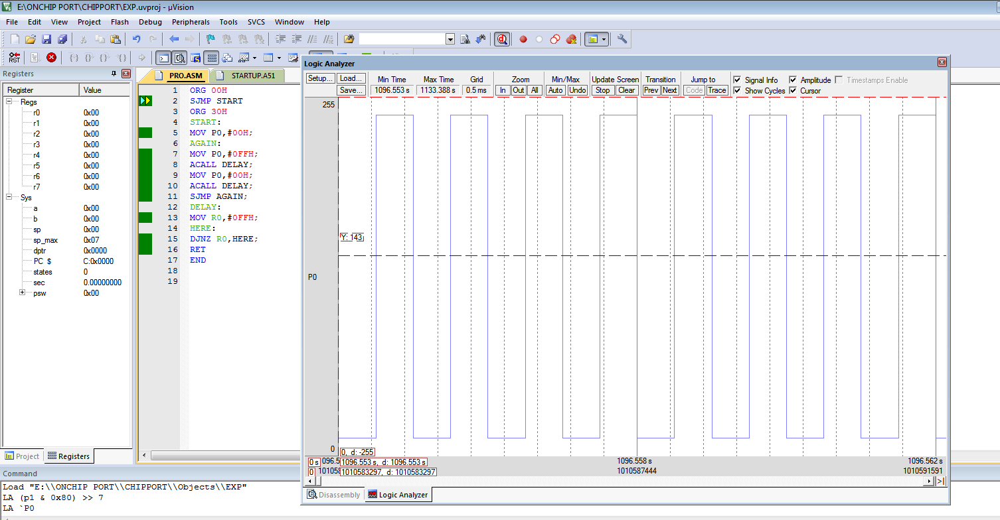 E:\ONCHIP PORT\CHIPPORT\EXP.uvproj - µVision
File Edit View Project Flash Debug Peripherals Tools SVCS Window Help
RST
Registers
Register Value
Regs
r0 0x00
r1 0x00
r2 0x00
r3 0x00
r4 0x00
r5 0x00
r6 0x00
r7 0x00
Sys
a 0x00
b 0x00
sp 0x00
sp_max 0x07
dptr 0x0000
PC $ C:0x0000
states 0
sec 0.00000000
psw 0x00
Project Registers
PRO.ASM STARTUP.A51
1 ORG 00H
2 SJMP START
3 ORG 30H
4 START:
5 MOV P0,#00H;
6 AGAIN:
7 MOV P0,#0FFH;
8 ACALL DELAY;
9 MOV P0,#00H;
10 ACALL DELAY;
11 SJMP AGAIN;
12 DELAY:
13 MOV R0,#0FFH;
14 HERE:
15 DJNZ R0,HERE;
16 RET
17 END
18
19
Logic Analyzer
Setup... Load... Min Time Max Time Grid Zoom Min/Max Update Screen Transition Jump to Signal Info Amplitude Timestamps Enable
Save... 1096.553 s 1133.388 s 0.5 ms In Out All Auto Undo Stop Clear Prev Next Code Trace Show Cycles Cursor
255
Y: 143
P0
0
0, d: -255
0 s 1096.5 1096.553 s, d: 1096.553 s 1096.558 s 1096.562 s
0 10105 1010583297, d: 1010583297 1010587444 1010591591
Disassembly Logic Analyzer
Command
Load "E:\\ONCHIP PORT\\CHIPPORT\\Objects\\EXP"
LA (p1 & 0x80) >> 7
LA `P0